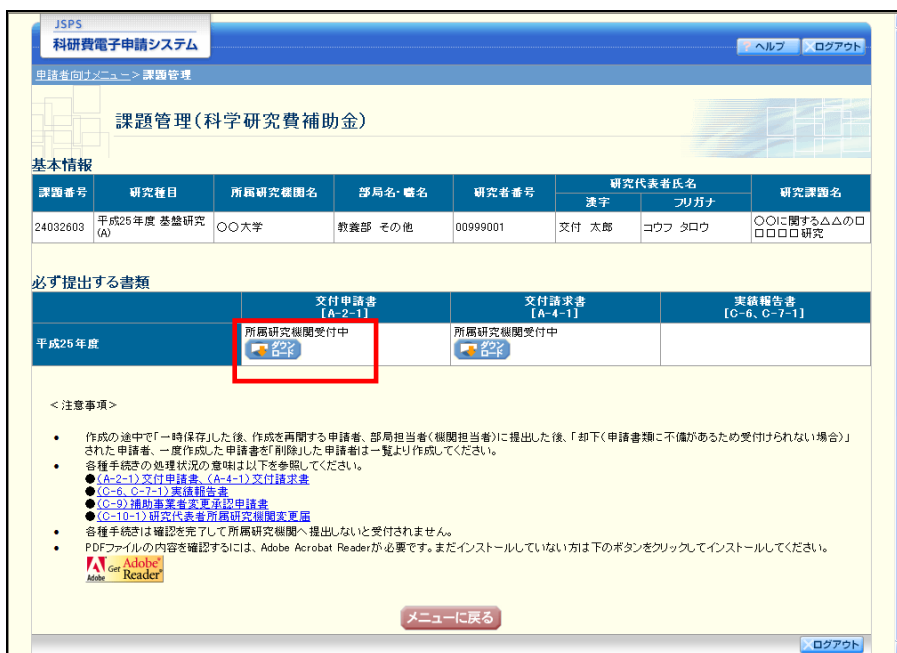 JSPS
科研費電子申請システム
ヘルプ ログアウト
申請者向けメニュー>課題管理
課題管理(科学研究費補助金)
基本情報
課題番号 研究種目 所属研究機関名 部局名・職名 研究者番号 研究代表者氏名 研究課題名
漢字 フリガナ
24032603 平成25年度 基盤研究(A) 〇〇大学 教養部 その他 00999001 交付 太郎 コウフ タロウ 〇〇に関する△△の□□□□□研究
必ず提出する書類
交付申請書 交付請求書 実績報告書
[A-2-1] [A-4-1] [C-6、C-7-1]
平成25年度 所属研究機関受付中 所属研究機関受付中
ダウンロード ダウンロード
<注意事項>
• 作成の途中で「一時保存」した後、作成を再開する申請者、部局担当者(機関担当者)に提出した後、「却下(申請書類に不備があるため受付けられない場合)」
された申請者、一度作成した申請書を「削除」した申請者は一覧より作成してください。
• 各種手続きの処理状況の意味は以下を参照してください。
●(A-2-1)交付申請書、(A-4-1)交付請求書
●(C-6、C-7-1)実績報告書
●(C-9)補助事業者変更承認申請書
●(C-10-1)研究代表者所属研究機関変更届
• 各種手続きは確認を完了して所属研究機関へ提出しないと受付されません。
• PDFファイルの内容を確認するには、Adobe Acrobat Readerが必要です。まだインストールしていない方は下のボタンをクリックしてインストールしてください。
Adobe Get Adobe® Reader®
メニューに戻る
ログアウト